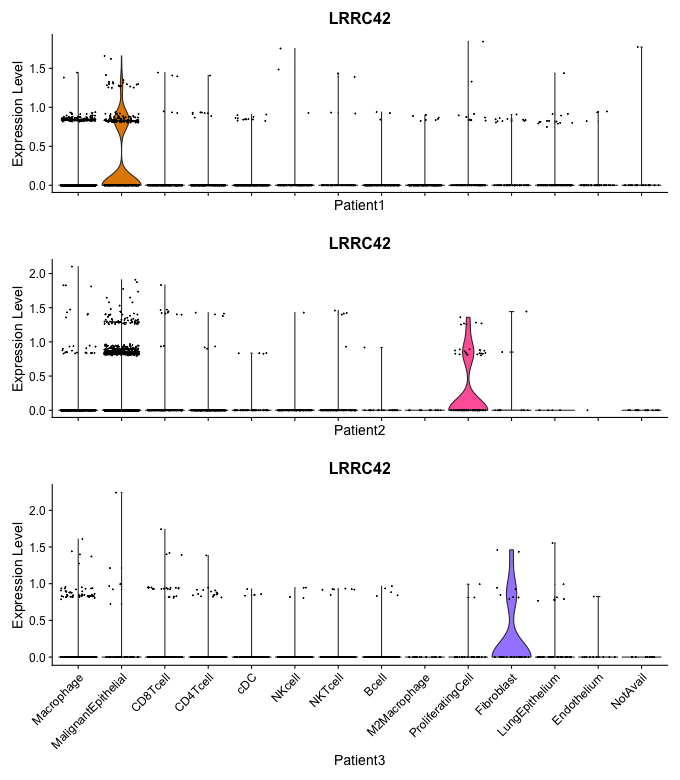 LRRC42
Expression Level
1.5
1.0
0.5
0.0
Patient1
LRRC42
Expression Level
2.0
1.5
1.0
0.5
0.0
Patient2
LRRC42
Expression Level
2.0
1.5
1.0
0.5
0.0
Macrophage
MalignantEpithelial
CD8Tcell
CD4Tcell
cDC
NKcell
NKTcell
Bcell
M2Macrophage
ProliferatingCell
Fibroblast
LungEpithelium
Endothelium
NotAvail
Patient3